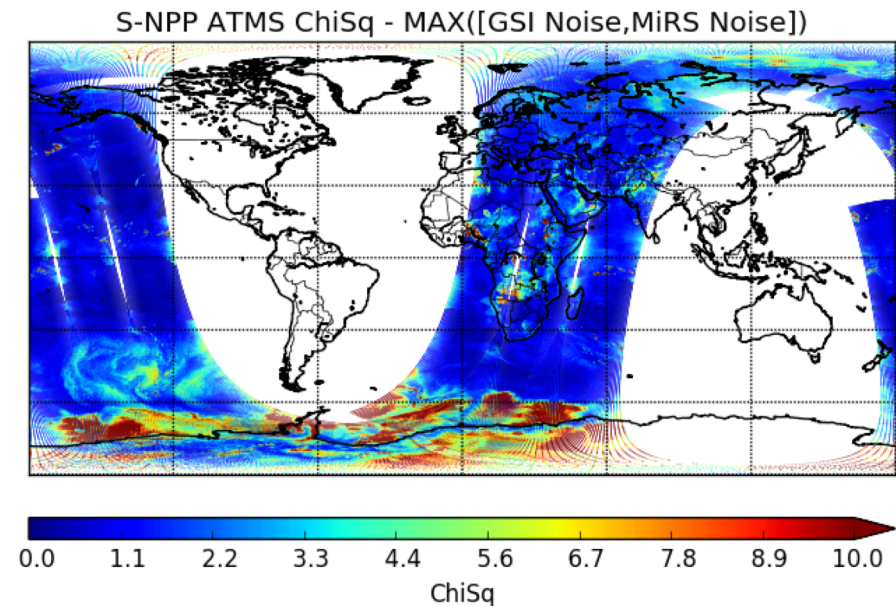 S-NPP ATMS ChiSq - MAX([GSI Noise,MiRS Noise])
0.0 1.1 2.2 3.3 4.4 5.6 6.7 7.8 8.9 10.0
ChiSq